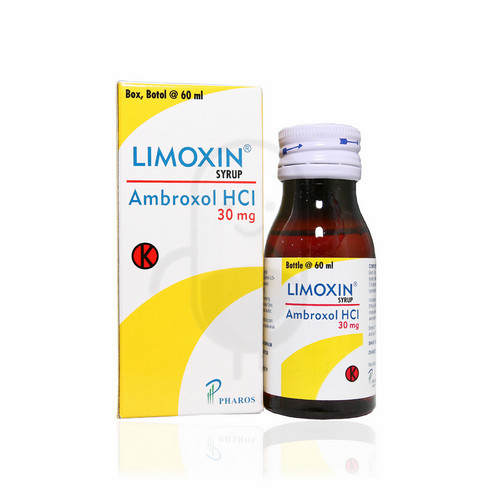 Box, Botol @ 60 ml
LIMOXIN®
SYRUP
Ambroxol HCl
30 mg
K
PHAROS
Bottle @ 60 ml
LIMOXIN®
SYRUP
Ambroxol HCl
30 mg
K
PHAROS